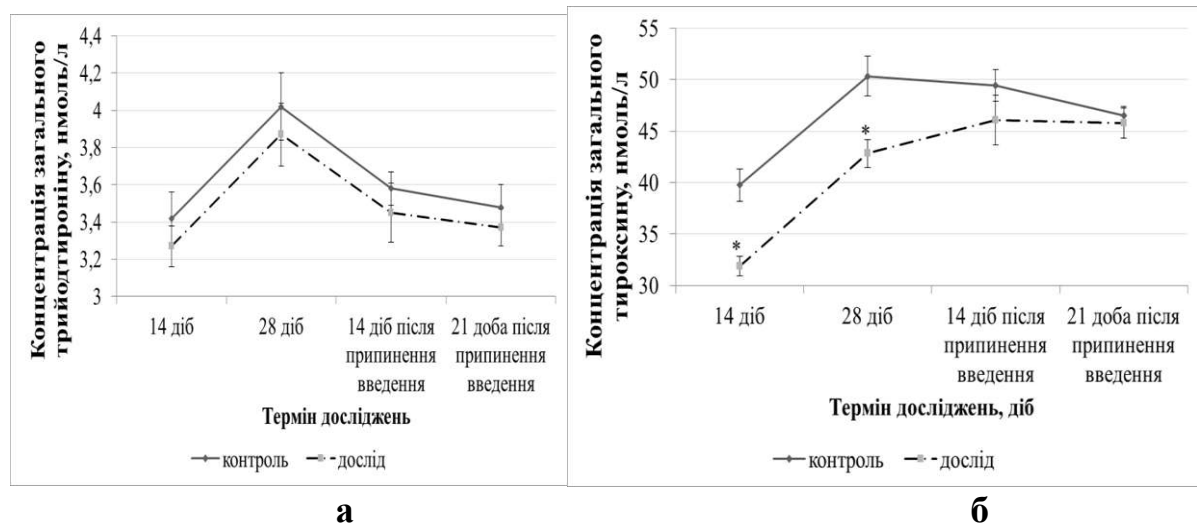 Концентрація загального
трийодтироніну, нмоль/л
4,4
4,2
4
3,8
3,6
3,4
3,2
3
14 діб
28 діб
14 діб після
припинення
введення
21 доба після
припинення
введення
Термін досліджень
контроль
дослід
а
Концентрація загального
тироксину, нмоль/л
55
50
45
40
35
30
*
*
14 діб
28 діб
14 діб після
припинення
введення
21 доба після
припинення
введення
Термін досліджень, діб
контроль
дослід
б